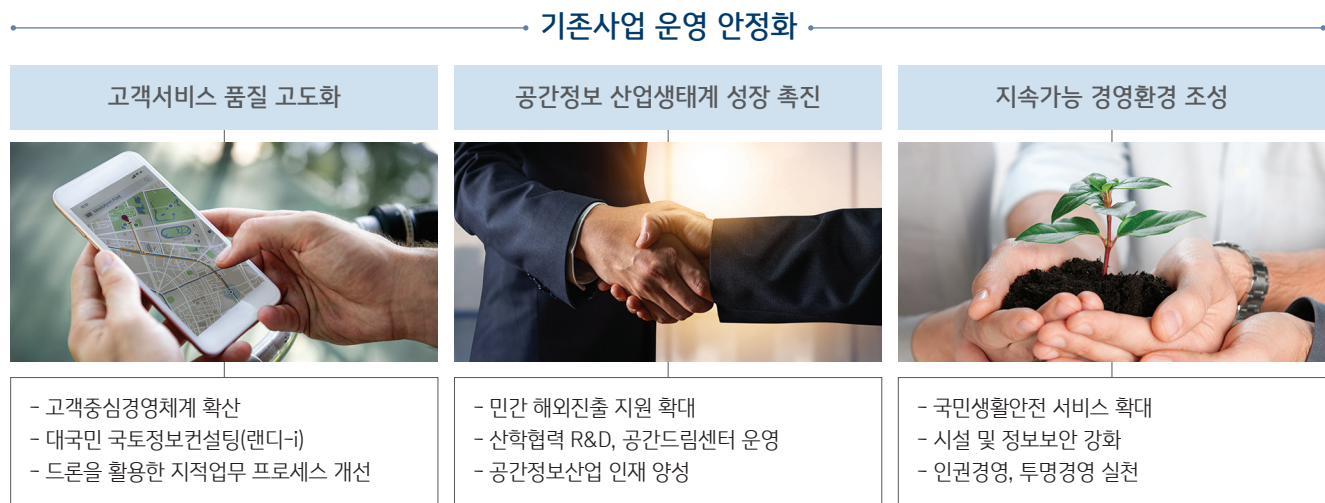 기존사업 운영 안정화
고객서비스 품질 고도화
- 고객중심경영체계 확산
- 대국민 국토정보컨설팅(랜디-i)
- 드론을 활용한 지적업무 프로세스 개선
공간정보 산업생태계 성장 촉진
- 민간 해외진출 지원 확대
- 산학협력 R&D, 공간드림센터 운영
- 공간정보산업 인재 양성
지속가능 경영환경 조성
- 국민생활안전 서비스 확대
- 시설 및 정보보안 강화
- 인권경영, 투명경영 실천